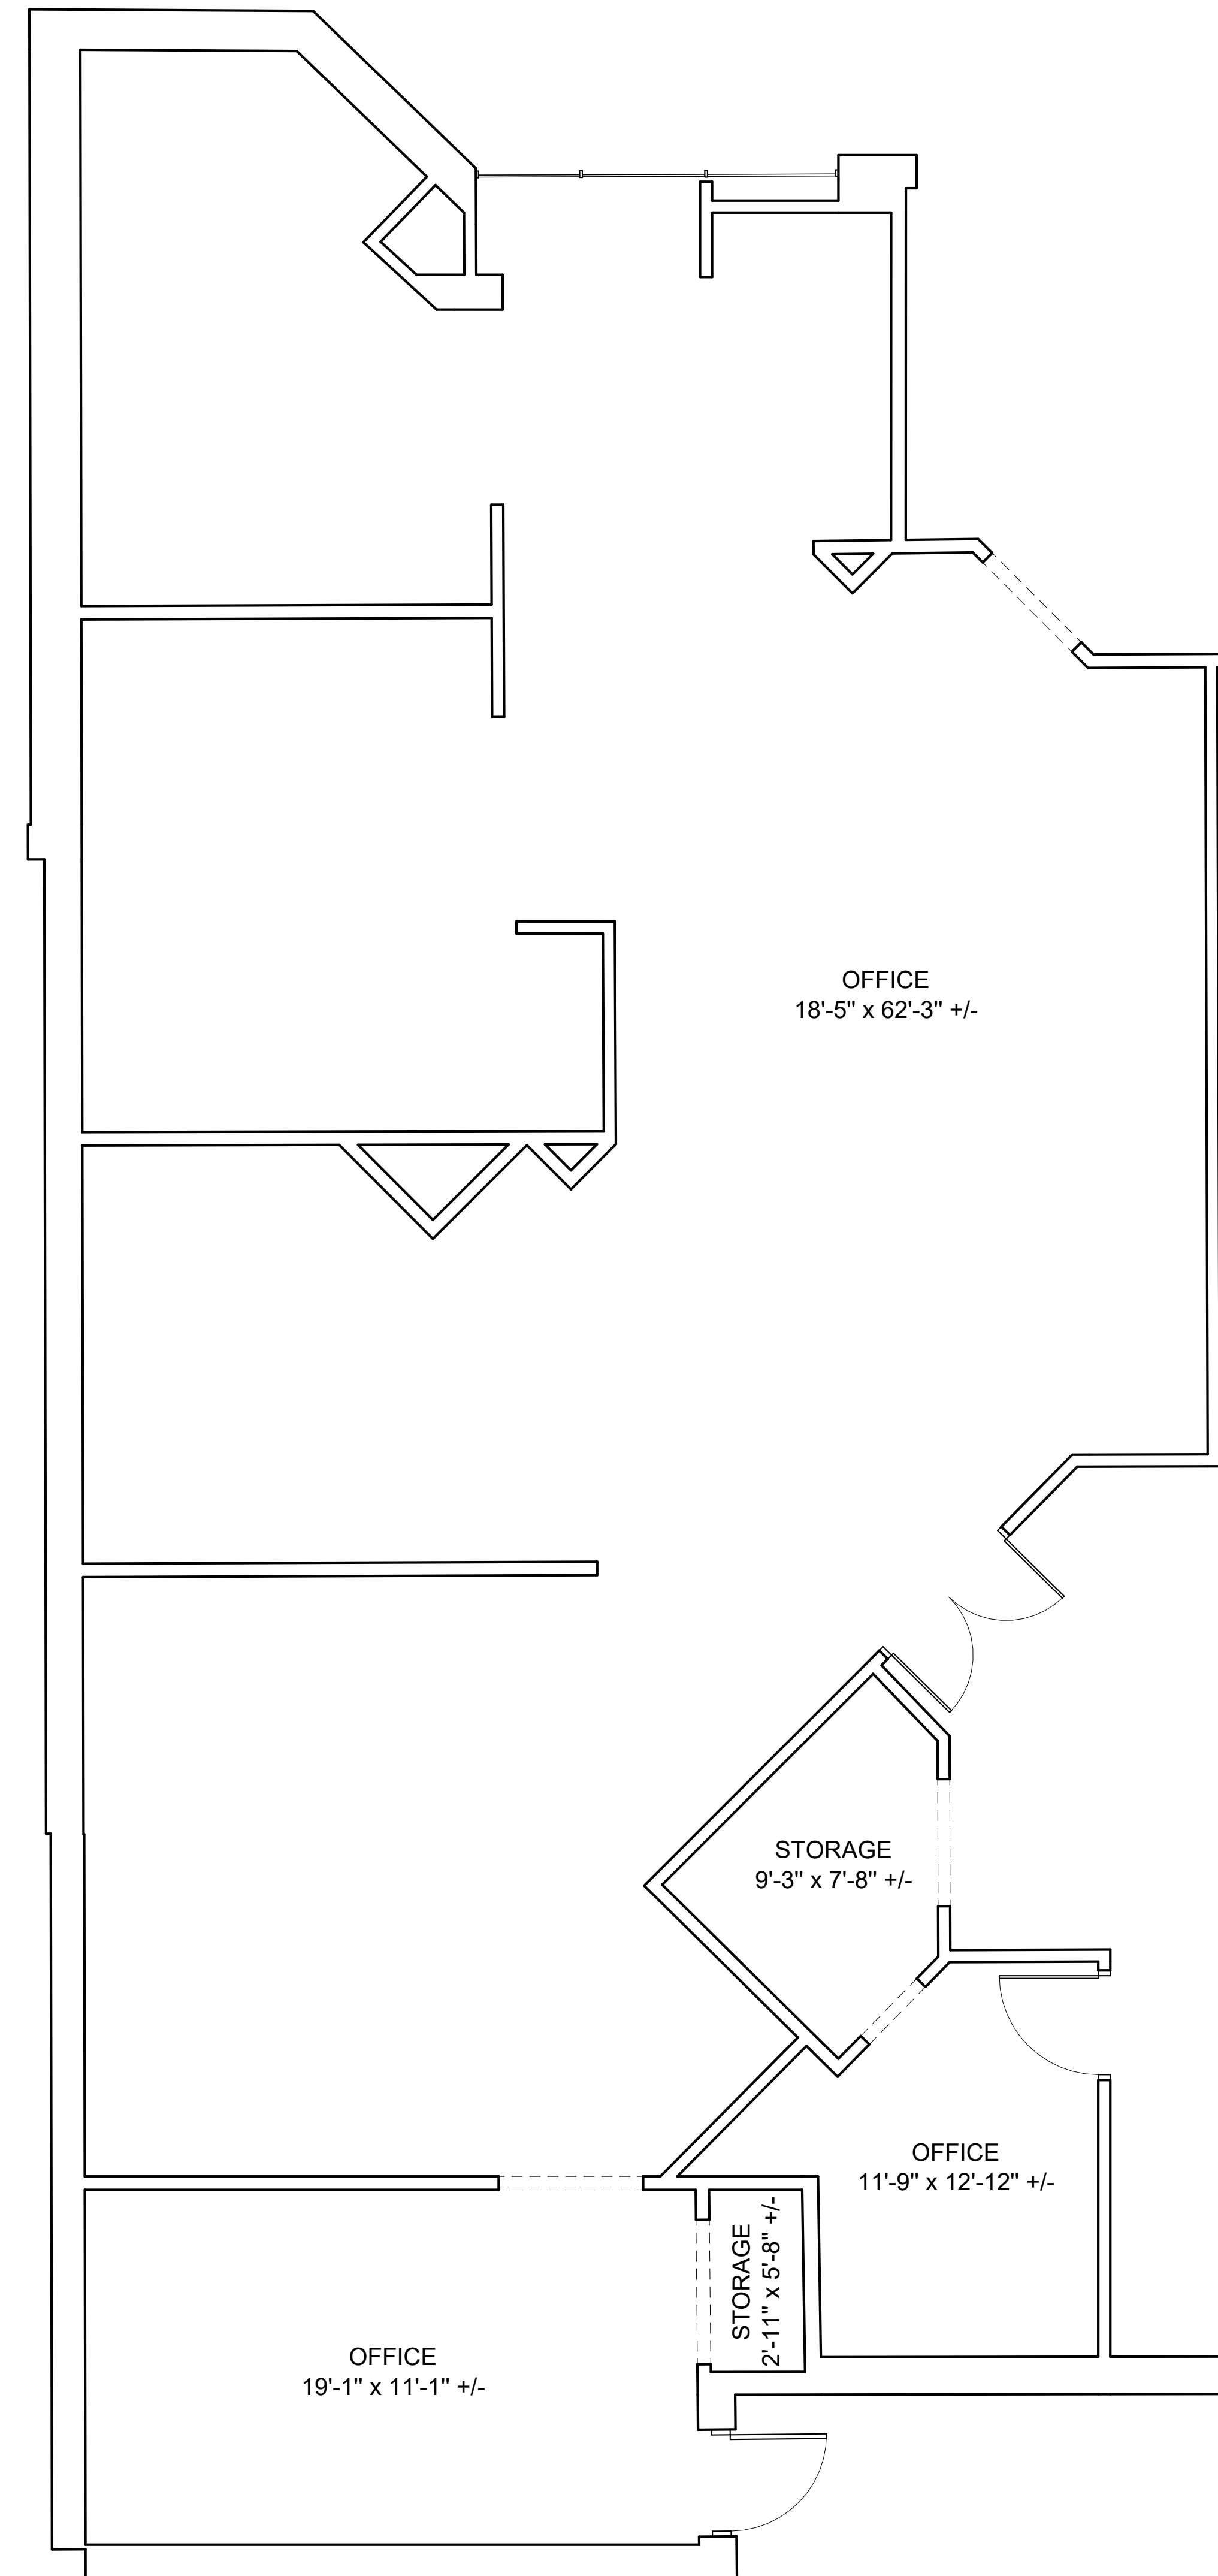 OFFICE
18'-5" x 62'-3" +/-
STORAGE
9'-3" x 7'-8" +/-
OFFICE
11'-9" x 12'-12" +/-
STORAGE
2'-11" x 5'-8" +/-
OFFICE
19'-1" x 11'-1" +/-